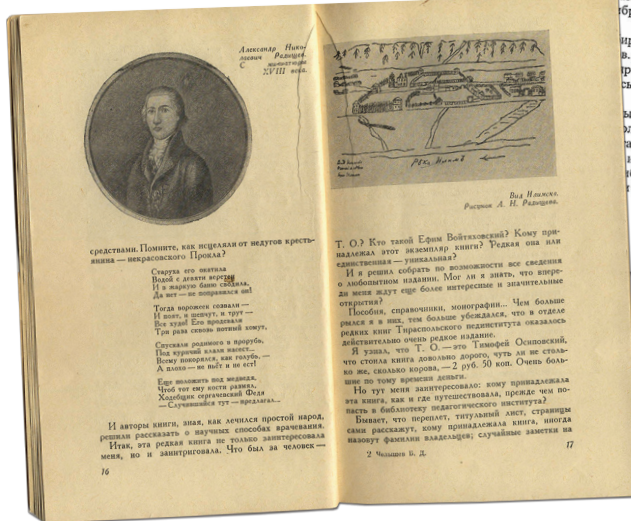 Александр Нико-
лаевич Радищев.
С миниатюры
XVIII века.
средствами. Помните, как исцеляли от недугов кресть-
янина — некрасовского Прокла?
Старуха его окатила
Водой с девяти веретен
И в жаркую баню сводила,
Да нет — не поправился он!
Тогда ворожеек созвали —
И поят, и шепчут, и трут —
Все худо! Его продевали
Три раза сквозь потный хомут,
Спускали родимого в прорубь,
Под куричий клали насест...
Всему покорялся, как голубь, —
А плохо — не пьёт и не ест!
Еще положить под медведя,
Чтоб тот ему кости размял,
Ходебщик сергачевский Федя
— Случившийся тут — предлагал...
И авторы книги, зная, как лечился простой народ,
решили рассказать о научных способах врачевания.
Итак, эта редкая книга не только заинтересовала
меня, но и заинтриговала. Что был за человек —
16
Река Илимъ
Вид Илимска.
Рисунок А. Н. Радищева.
Т. О.? Кто такой Ефим Войтяховский? Кому при-
надлежал этот экземпляр книги? Редкая она или
единственная — уникальная?
И я решил собрать по возможности все сведения
о любопытном издании. Мог ли я знать, что впере-
ди меня ждут еще более интересные и значительные
открытия?
Пособия, справочники, монографии... Чем больше
рылся я в них, тем больше убеждался, что в отделе
редких книг Тираспольского пединститута оказалось
действительно очень редкое издание.
Я узнал, что Т. О. — это Тимофей Осиповский,
что стоила книга довольно дорого, чуть ли не столь-
ко же, сколько корова, — 2 руб. 50 коп. Очень боль-
шие по тому времени деньги.
Но тут меня заинтересовало: кому принадлежала
эта книга, как и где путешествовала, прежде чем по-
пасть в библиотеку педагогического института?
Бывает, что переплет, титульный лист, страницы
сами расскажут, кому принадлежала книга, иногда
назовут фамилии владельцев; случайные заметки на
2 Челышев Б. Д.
17